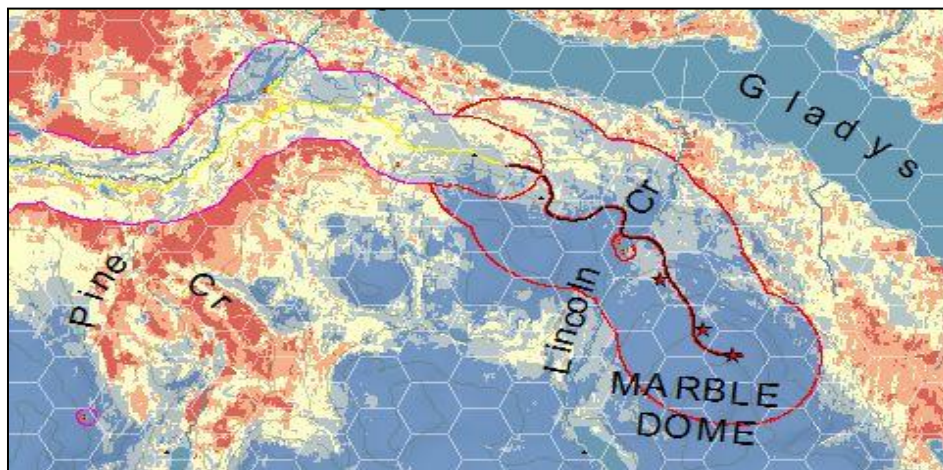 Gladys
Cr
Pine
Cr
Lincoln
MARBLE
DOME